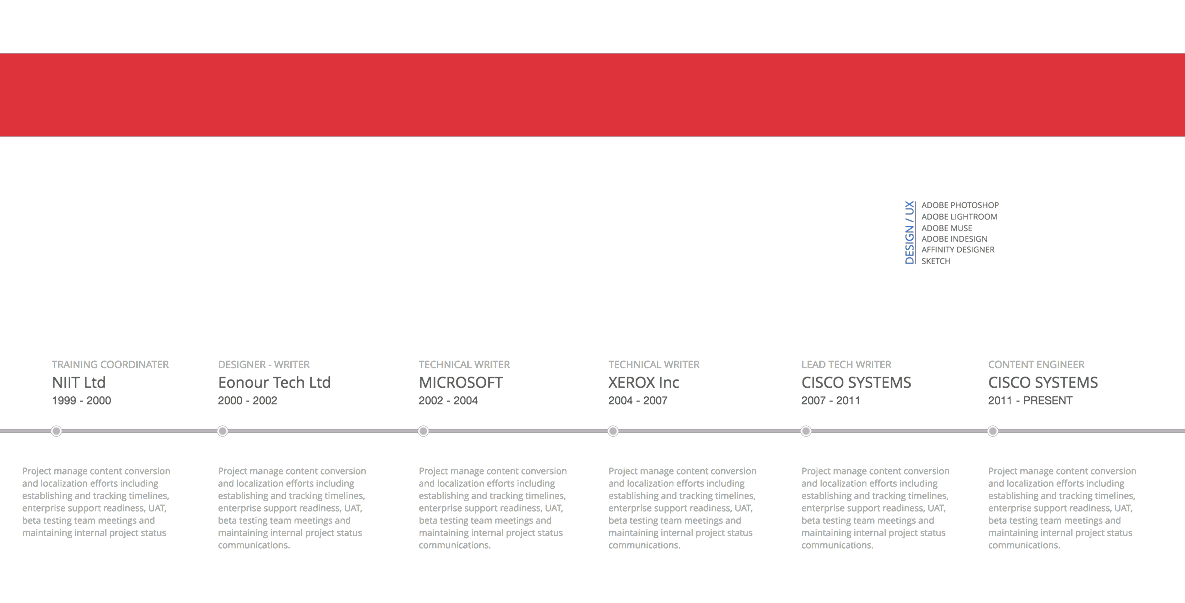 DESIGN / UX
ADOBE PHOTOSHOP
ADOBE LIGHTROOM
ADOBE MUSE
ADOBE INDESIGN
AFFINITY DESIGNER
SKETCH
TRAINING COORDINATER
NIIT Ltd
1999 - 2000
DESIGNER - WRITER
Eonour Tech Ltd
2000 - 2002
TECHNICAL WRITER
MICROSOFT
2002 - 2004
TECHNICAL WRITER
XEROX Inc
2004 - 2007
LEAD TECH WRITER
CISCO SYSTEMS
2007 - 2011
CONTENT ENGINEER
CISCO SYSTEMS
2011 - PRESENT
Project manage content conversion
and localization efforts including
establishing and tracking timelines,
enterprise support readiness, UAT,
beta testing team meetings and
maintaining internal project status
Project manage content conversion
and localization efforts including
establishing and tracking timelines,
enterprise support readiness, UAT,
beta testing team meetings and
maintaining internal project status
communications.
Project manage content conversion
and localization efforts including
establishing and tracking timelines,
enterprise support readiness, UAT,
beta testing team meetings and
maintaining internal project status
communications.
Project manage content conversion
and localization efforts including
establishing and tracking timelines,
enterprise support readiness, UAT,
beta testing team meetings and
maintaining internal project status
communications.
Project manage content conversion
and localization efforts including
establishing and tracking timelines,
enterprise support readiness, UAT,
beta testing team meetings and
maintaining internal project status
communications.
Project manage content conversion
and localization efforts including
establishing and tracking timelines,
enterprise support readiness, UAT,
beta testing team meetings and
maintaining internal project status
communications.